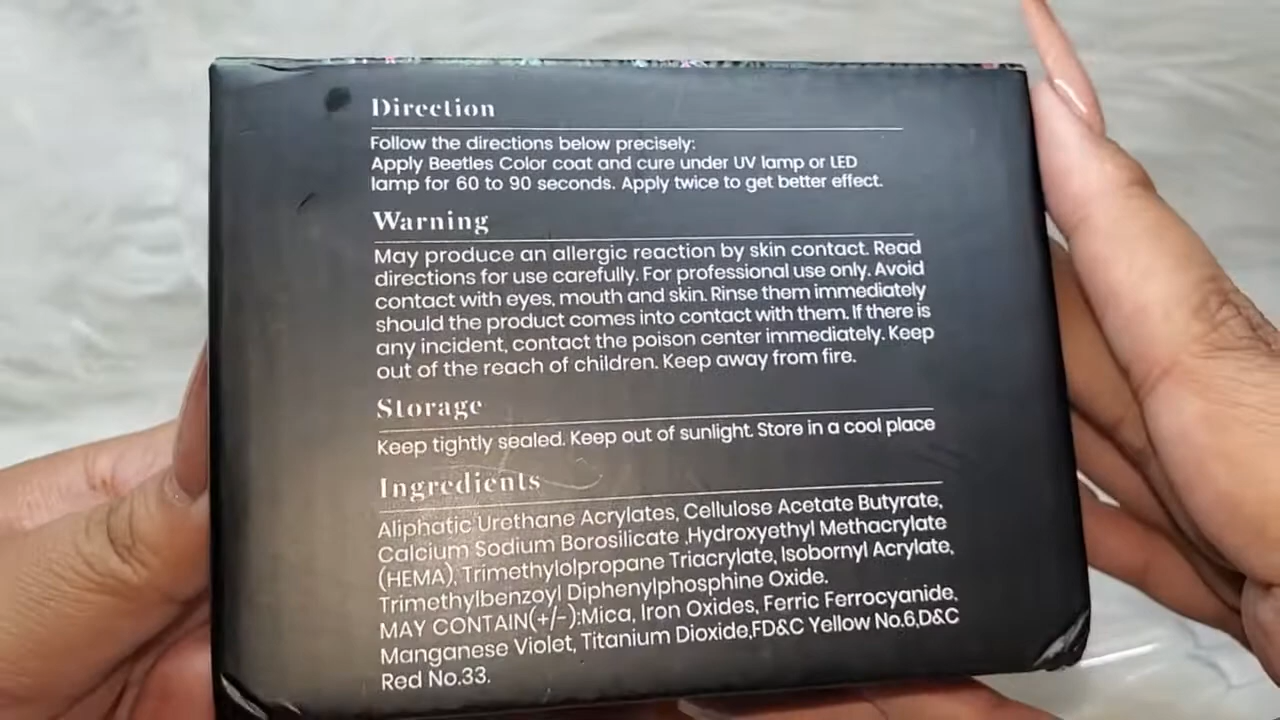 Direction
Follow the directions below precisely:
Apply Beetles Color coat and cure under UV lamp or LED
lamp for 60 to 90 seconds. Apply twice to get better effect.
Warning
May produce an allergic reaction by skin contact. Read
directions for use carefully. For professional use only. Avoid
contact with eyes, mouth and skin. Rinse them immediately
should the product comes into contact with them. If there is
any incident, contact the poison center immediately. Keep
out of the reach of children. Keep away from fire.
Storage
Keep tightly sealed. Keep out of sunlight. Store in a cool place
Ingredients
Aliphatic Urethane Acrylates, Cellulose Acetate Butyrate,
Calcium Sodium Borosilicate ,Hydroxyethyl Methacrylate
(HEMA), Trimethylolpropane Triacrylate, Isobornyl Acrylate,
Trimethylbenzoyl Diphenylphosphine Oxide.
MAY CONTAIN(+/-):Mica, Iron Oxides, Ferric Ferrocyanide,
Manganese Violet, Titanium Dioxide,FD&C Yellow No.6,D&C
Red No.33.